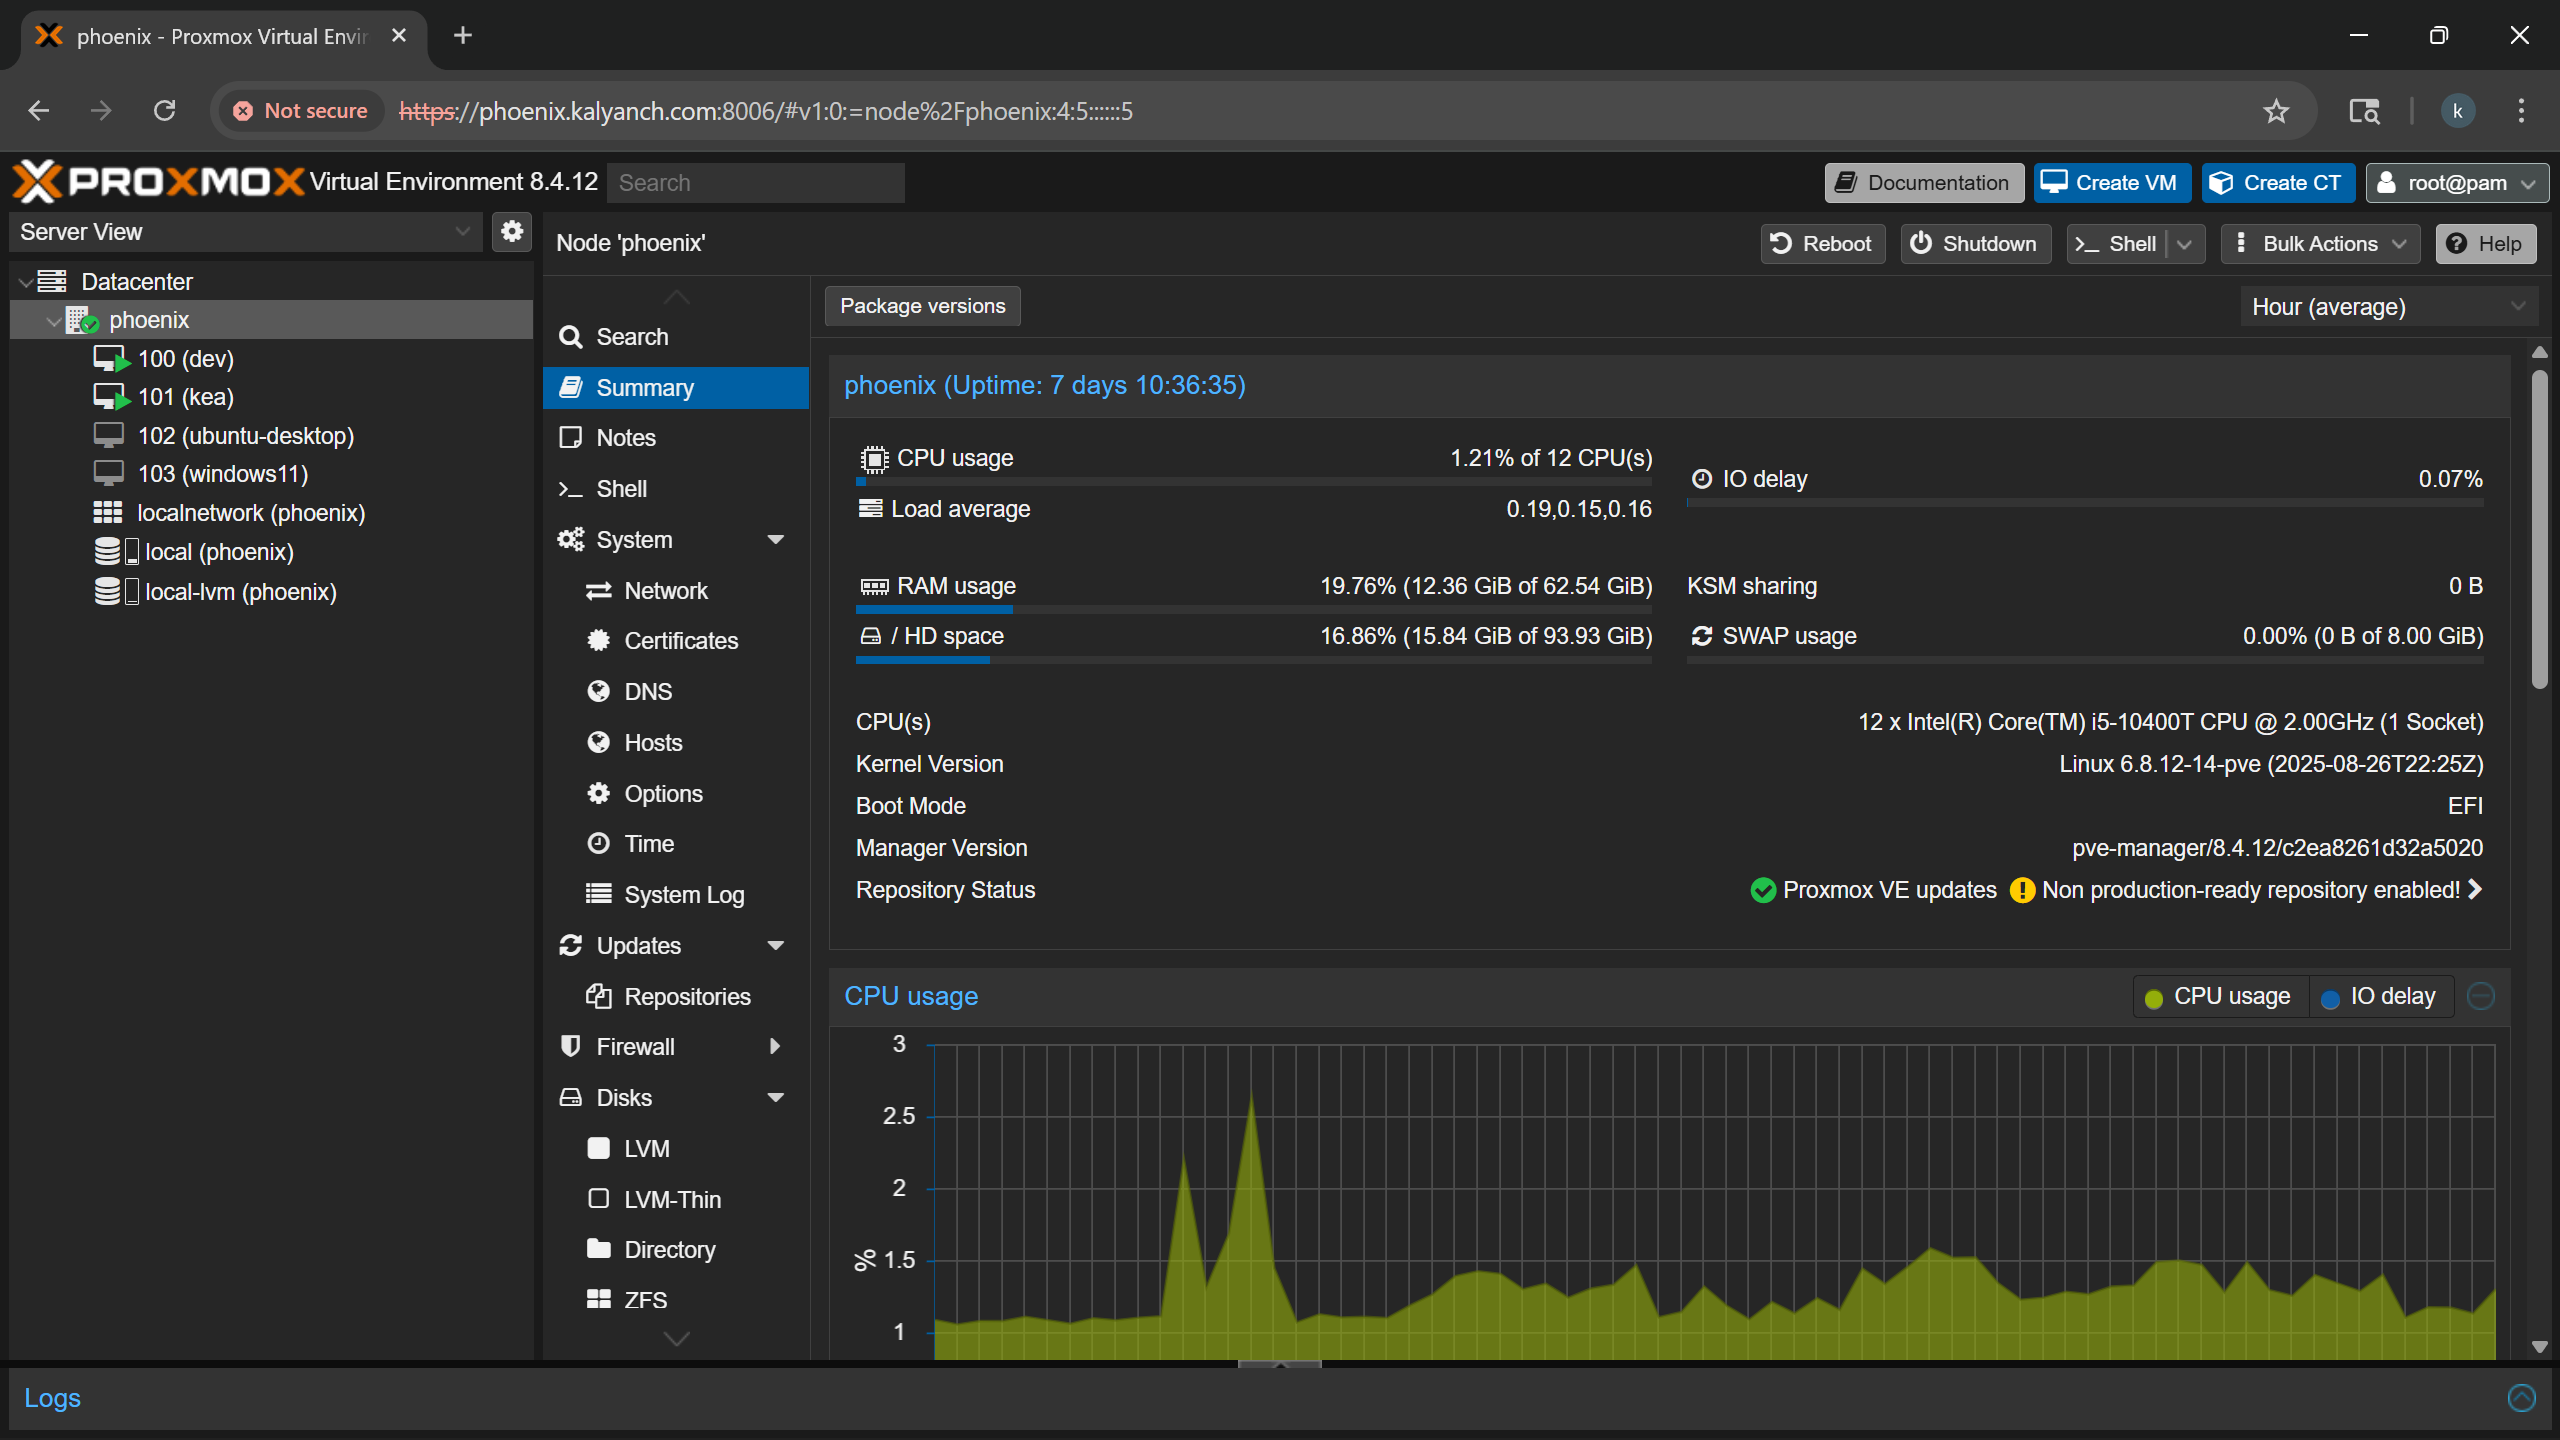 phoenix - Proxmox Virtual Envir
Not secure https://phoenix.kalyanch.com:8006/#v1:0:=node%2Fphoenix:4:5::::::5
k
PROXMOX Virtual Environment 8.4.12 Search Documentation Create VM Create CT root@pam
Server View
Datacenter
phoenix
100 (dev)
101 (kea)
102 (ubuntu-desktop)
103 (windows11)
localnetwork (phoenix)
local (phoenix)
local-lvm (phoenix)
Node 'phoenix' Reboot Shutdown Shell Bulk Actions Help
Search
Summary
Notes
Shell
System
Network
Certificates
DNS
Hosts
Options
Time
System Log
Updates
Repositories
Firewall
Disks
LVM
LVM-Thin
Directory
ZFS
Package versions Hour (average)
phoenix (Uptime: 7 days 10:36:35)
CPU usage 1.21% of 12 CPU(s)
IO delay 0.07%
Load average 0.19,0.15,0.16
RAM usage 19.76% (12.36 GiB of 62.54 GiB) KSM sharing 0 B
/ HD space 16.86% (15.84 GiB of 93.93 GiB) SWAP usage 0.00% (0 B of 8.00 GiB)
CPU(s) 12 x Intel(R) Core(TM) i5-10400T CPU @ 2.00GHz (1 Socket)
Kernel Version Linux 6.8.12-14-pve (2025-08-26T22:25Z)
Boot Mode EFI
Manager Version pve-manager/8.4.12/c2ea8261d32a5020
Repository Status Proxmox VE updates Non production-ready repository enabled!
CPU usage CPU usage IO delay
3
2.5
2
% 1.5
1
Logs